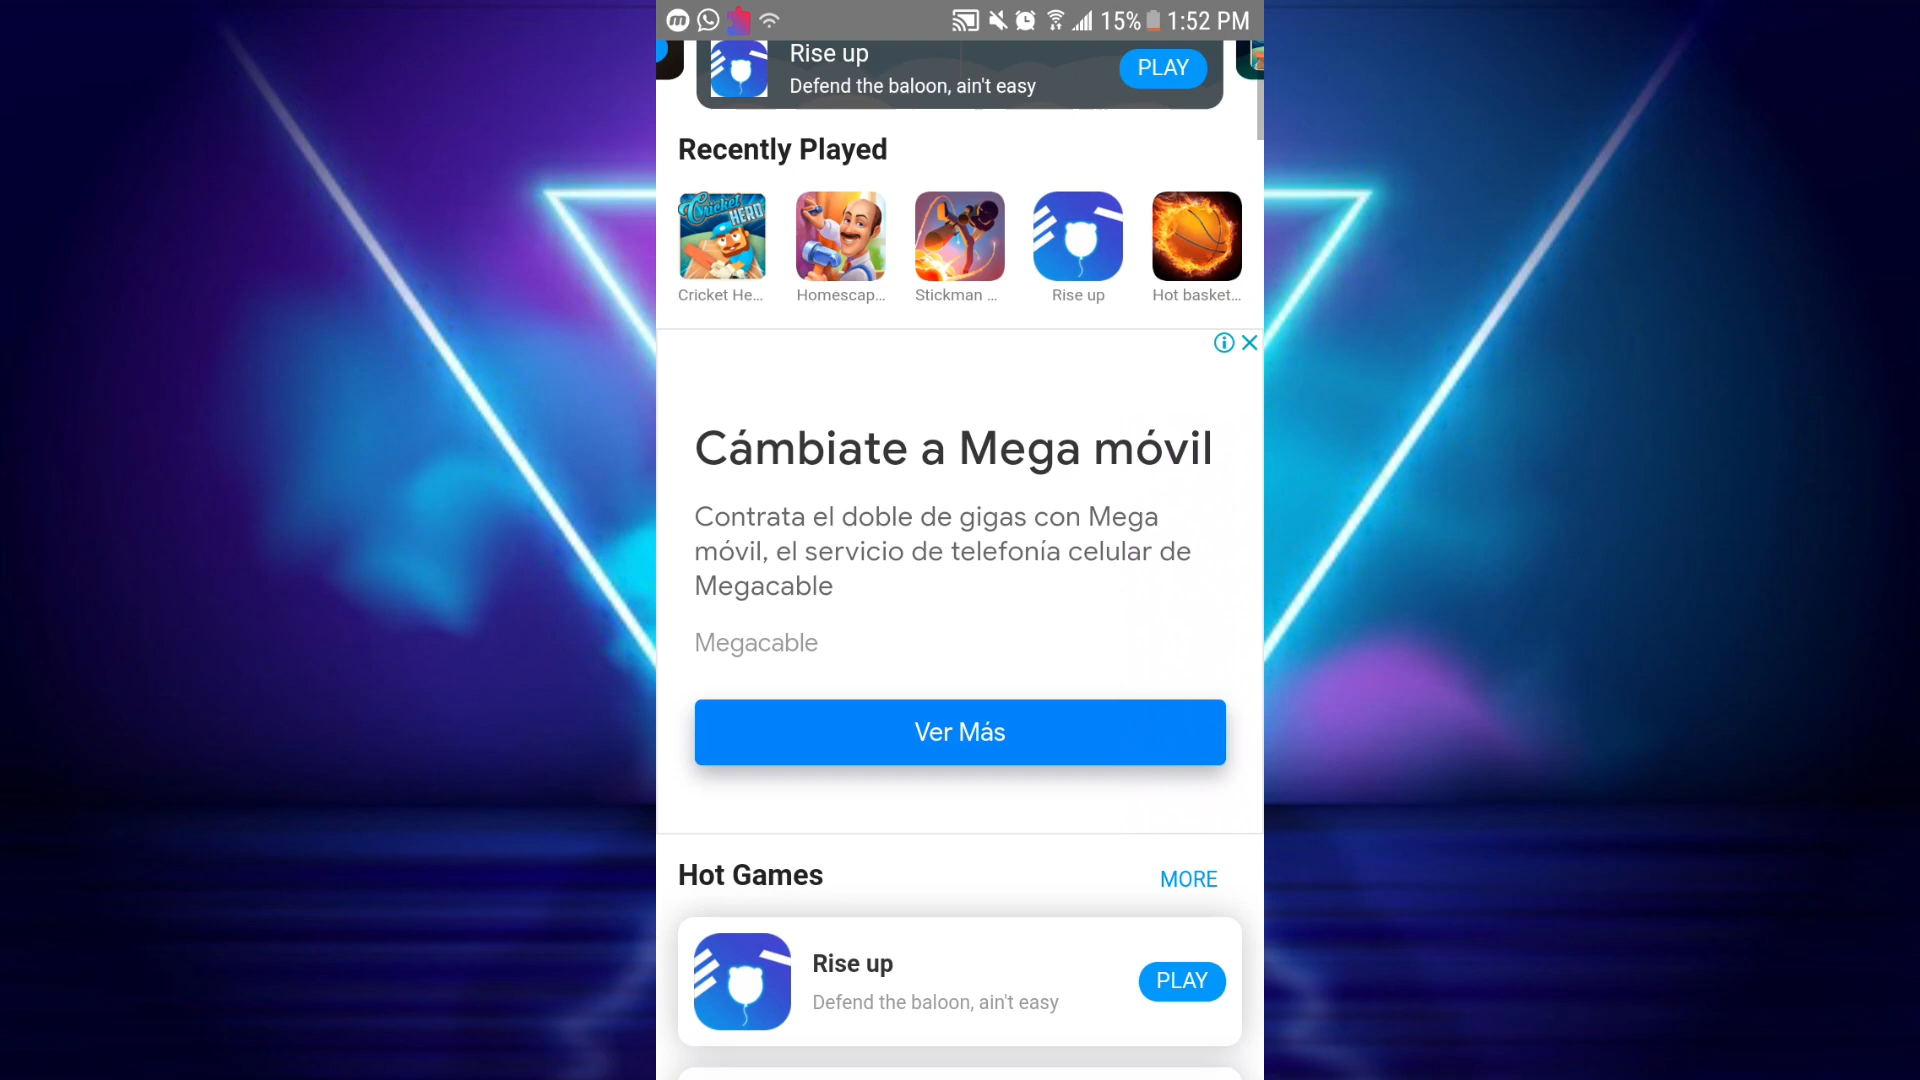 15% 1:52 PM
Rise up
PLAY
Defend the baloon, ain't easy
Recently Played
Cricket HERO
Cricket He...
Homescap...
Stickman ...
Rise up
Hot basket...
Cámbiate a Mega móvil
Contrata el doble de gigas con Mega
móvil, el servicio de telefonía celular de
Megacable
Megacable
Ver Más
Hot Games
MORE
Rise up
PLAY
Defend the baloon, ain't easy